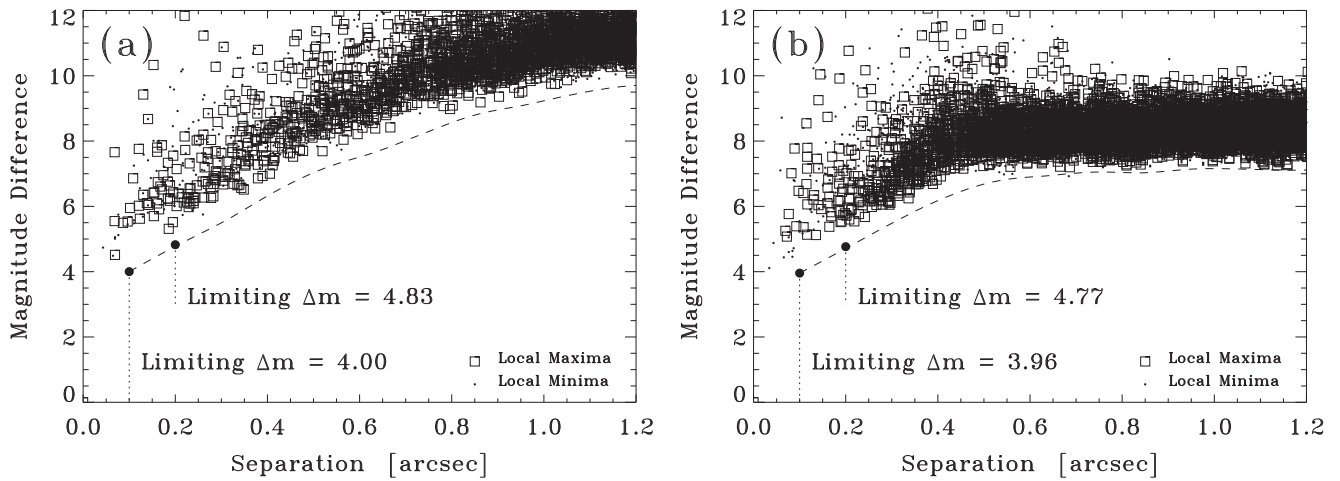 (a)
12
10
8
6
4
2
0
Magnitude Difference
Limiting Δm = 4.83
Limiting Δm = 4.00
Local Maxima
Local Minima
0.0 0.2 0.4 0.6 0.8 1.0 1.2
Separation [arcsec]
(b)
12
10
8
6
4
2
0
Magnitude Difference
Limiting Δm = 4.77
Limiting Δm = 3.96
Local Maxima
Local Minima
0.0 0.2 0.4 0.6 0.8 1.0 1.2
Separation [arcsec]